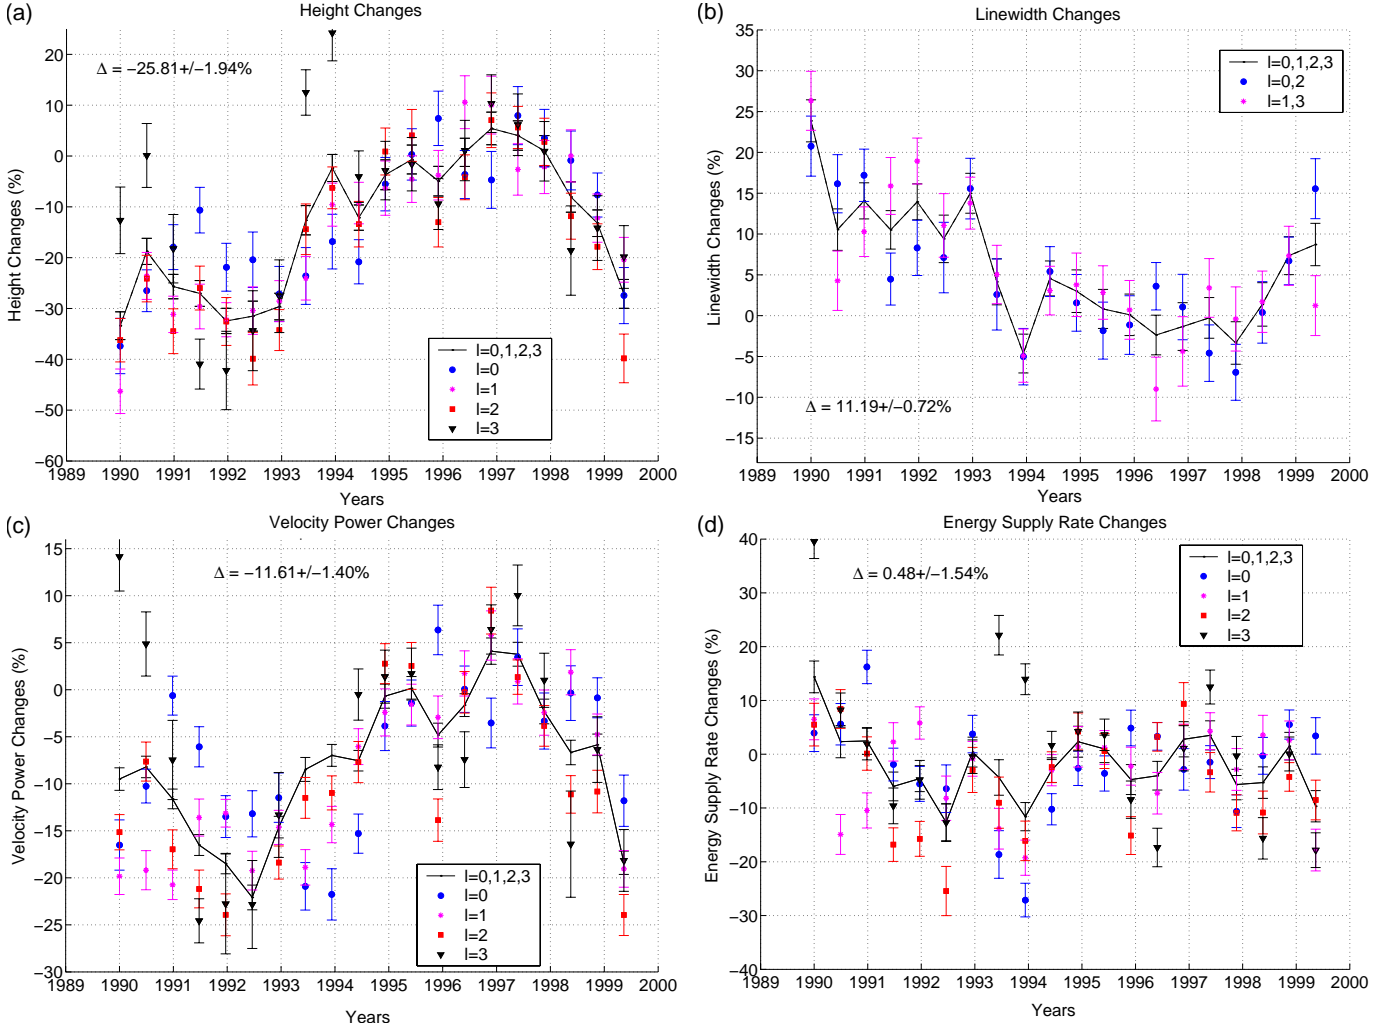 (a)
Height Changes
Δ = −25.81+/−1.94%
Height Changes (%)
20
10
0
−10
−20
−30
−40
−50
−60
l=0,1,2,3
l=0
l=1
l=2
l=3
1989 1990 1991 1992 1993 1994 1995 1996 1997 1998 1999 2000
Years
(b)
Linewidth Changes
Linewidth Changes (%)
35
30
25
20
15
10
5
0
−5
−10
−15
l=0,1,2,3
l=0,2
l=1,3
Δ = 11.19+/−0.72%
1989 1990 1991 1992 1993 1994 1995 1996 1997 1998 1999 2000
Years
(c)
Velocity Power Changes
Δ = −11.61+/−1.40%
Velocity Power Changes (%)
15
10
5
0
−5
−10
−15
−20
−25
−30
l=0,1,2,3
l=0
l=1
l=2
l=3
1989 1990 1991 1992 1993 1994 1995 1996 1997 1998 1999 2000
Years
(d)
Energy Supply Rate Changes
Δ = 0.48+/−1.54%
Energy Supply Rate Changes (%)
40
30
20
10
0
−10
−20
−30
−40
l=0,1,2,3
l=0
l=1
l=2
l=3
1989 1990 1991 1992 1993 1994 1995 1996 1997 1998 1999 2000
Years